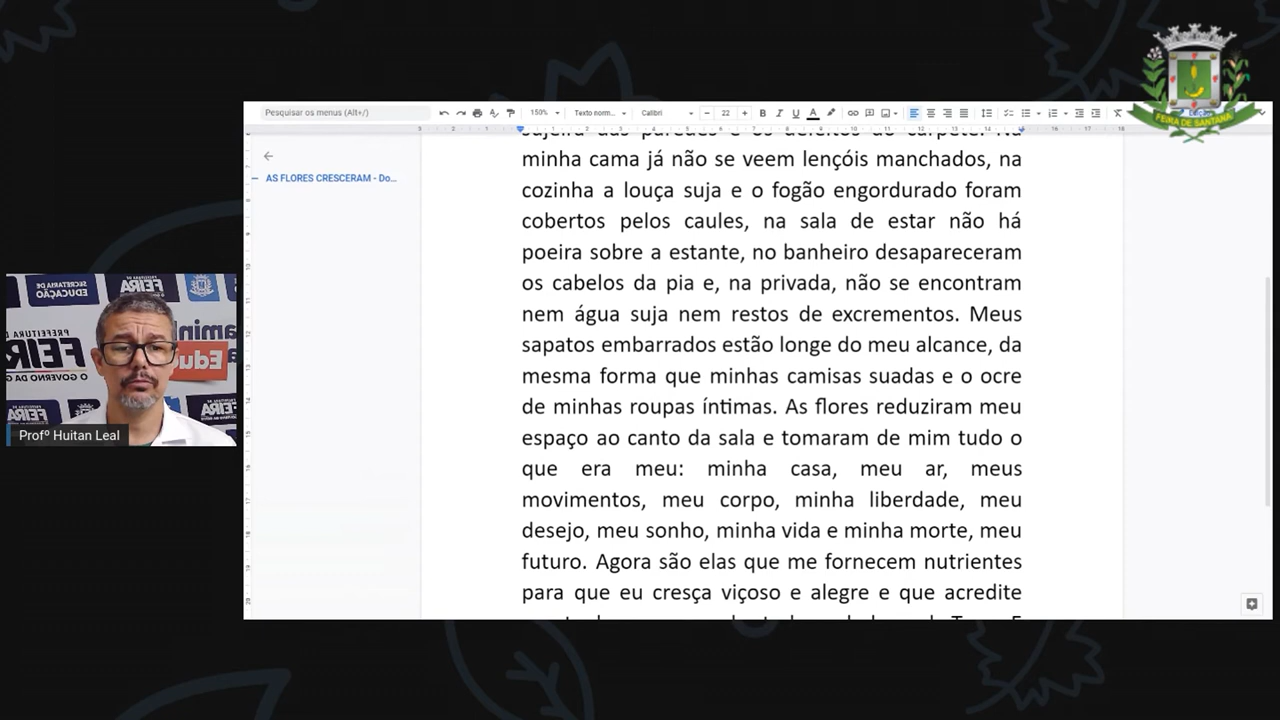 Pesquisar os menus (Alt+/)
150%
Texto norm...
Calibri
22
B I U A
AS FLORES CRESCERAM - Do...
minha cama já não se veem lençóis manchados, na
cozinha a louça suja e o fogão engordurado foram
cobertos pelos caules, na sala de estar não há
poeira sobre a estante, no banheiro desapareceram
os cabelos da pia e, na privada, não se encontram
nem água suja nem restos de excrementos. Meus
sapatos embarrados estão longe do meu alcance, da
mesma forma que minhas camisas suadas e o ocre
de minhas roupas íntimas. As flores reduziram meu
espaço ao canto da sala e tomaram de mim tudo o
que era meu: minha casa, meu ar, meus
movimentos, meu corpo, minha liberdade, meu
desejo, meu sonho, minha vida e minha morte, meu
futuro. Agora são elas que me fornecem nutrientes
para que eu cresça viçoso e alegre e que acredite
FEIRA DE SANTANA
SECRETARIA DE
EDUCAÇÃO
PREFEITURA DE
FEIRA
Profº Huitan Leal